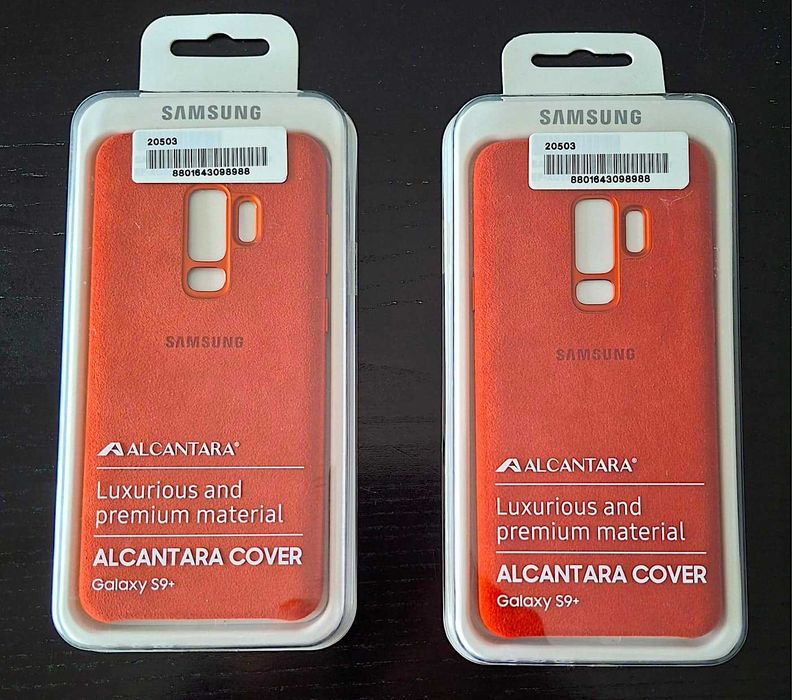 SAMSUNG
20503
8801643098988
SAMSUNG
ALCANTARA®
Luxurious and
premium material
ALCANTARA COVER
Galaxy S9+
SAMSUNG
20503
8801643098988
SAMSUNG
ALCANTARA®
Luxurious and
premium material
ALCANTARA COVER
Galaxy S9+